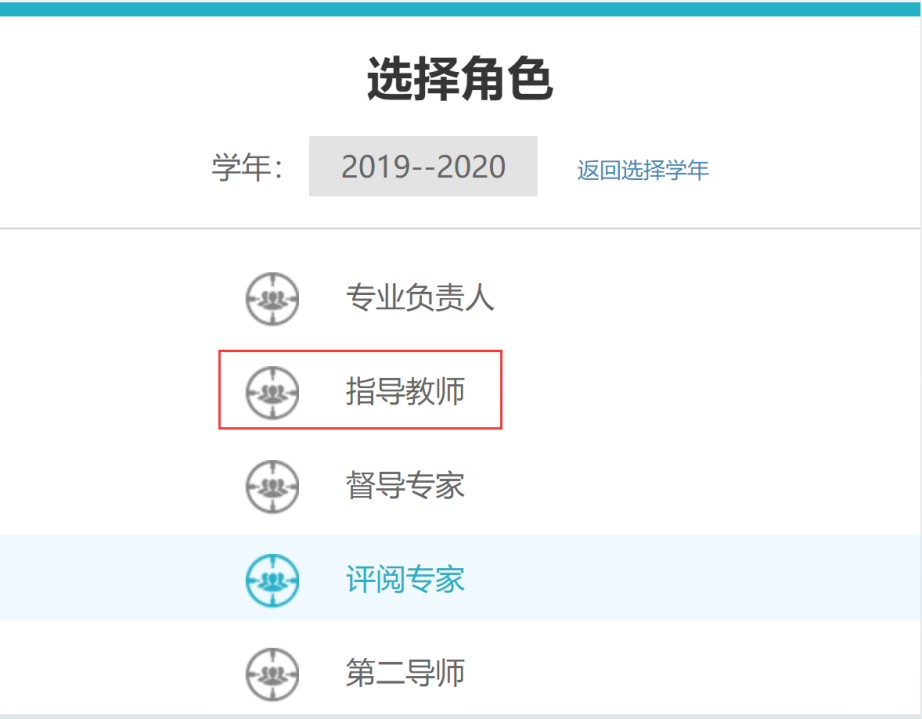 选择角色
学年： 2019--2020 返回选择学年
专业负责人
指导教师
督导专家
评阅专家
第二导师